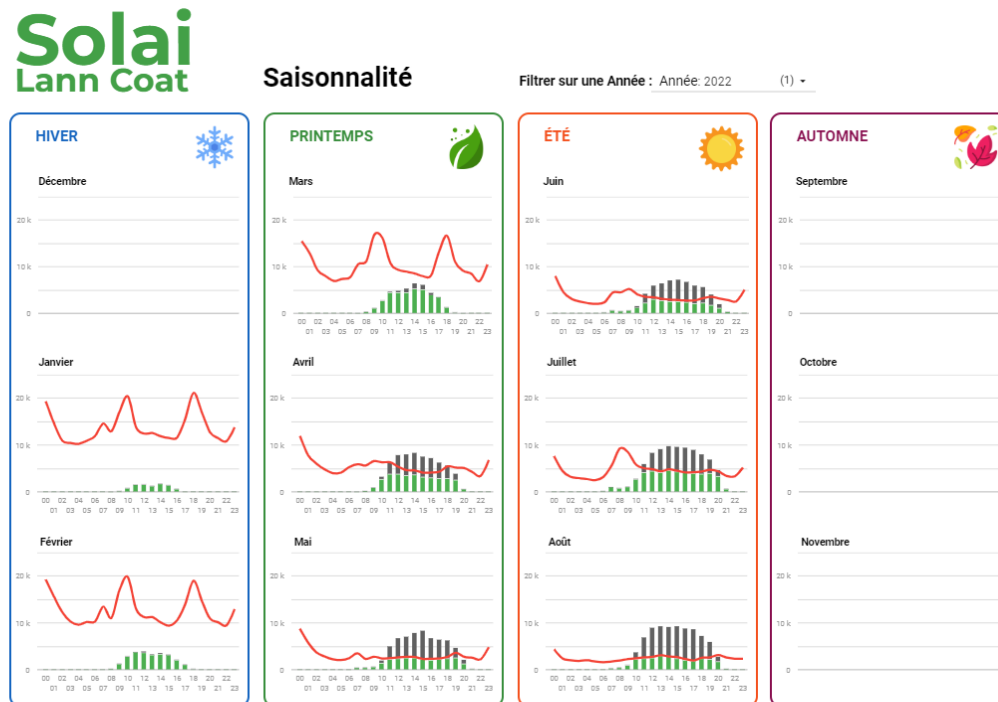 Solai
Lann Coat
Saisonnalité
Filtrer sur une Année : Année: 2022 (1)
HIVER
Décembre
20 k
10 k
0
Janvier
20 k
10 k
0
00 02 04 06 08 10 12 14 16 18 20 22
01 03 05 07 09 11 13 15 17 19 21 23
Février
20 k
10 k
0
00 02 04 06 08 10 12 14 16 18 20 22
01 03 05 07 09 11 13 15 17 19 21 23
PRINTEMPS
Mars
20 k
10 k
0
00 02 04 06 08 10 12 14 16 18 20 22
01 03 05 07 09 11 13 15 17 19 21 23
Avril
20 k
10 k
0
00 02 04 06 08 10 12 14 16 18 20 22
01 03 05 07 09 11 13 15 17 19 21 23
Mai
20 k
10 k
0
00 02 04 06 08 10 12 14 16 18 20 22
01 03 05 07 09 11 13 15 17 19 21 23
ÉTÉ
Juin
20 k
10 k
0
00 02 04 06 08 10 12 14 16 18 20 22
01 03 05 07 09 11 13 15 17 19 21 23
Juillet
20 k
10 k
0
00 02 04 06 08 10 12 14 16 18 20 22
01 03 05 07 09 11 13 15 17 19 21 23
Août
20 k
10 k
0
00 02 04 06 08 10 12 14 16 18 20 22
01 03 05 07 09 11 13 15 17 19 21 23
AUTOMNE
Septembre
20 k
10 k
0
Octobre
20 k
10 k
0
Novembre
20 k
10 k
0